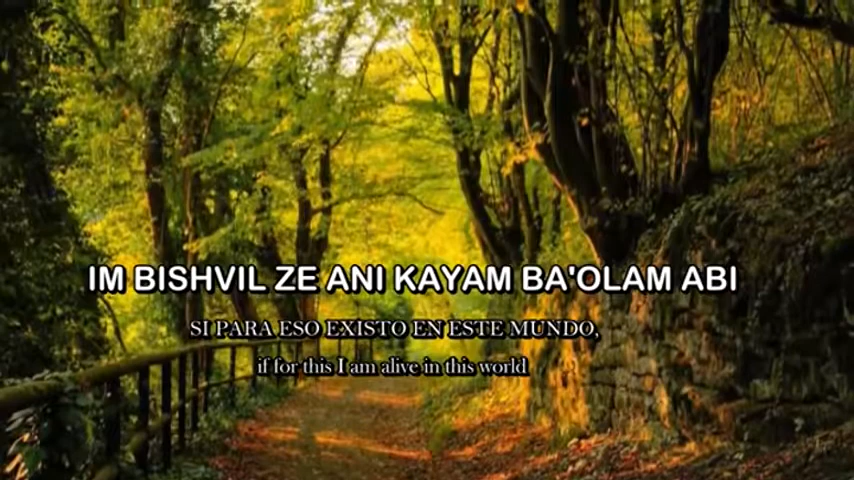 IM BISHVIL ZE ANI KAYAM BA'OLAM ABI
SI PARA ESO EXISTO EN ESTE MUNDO,
if for this I am alive in this world